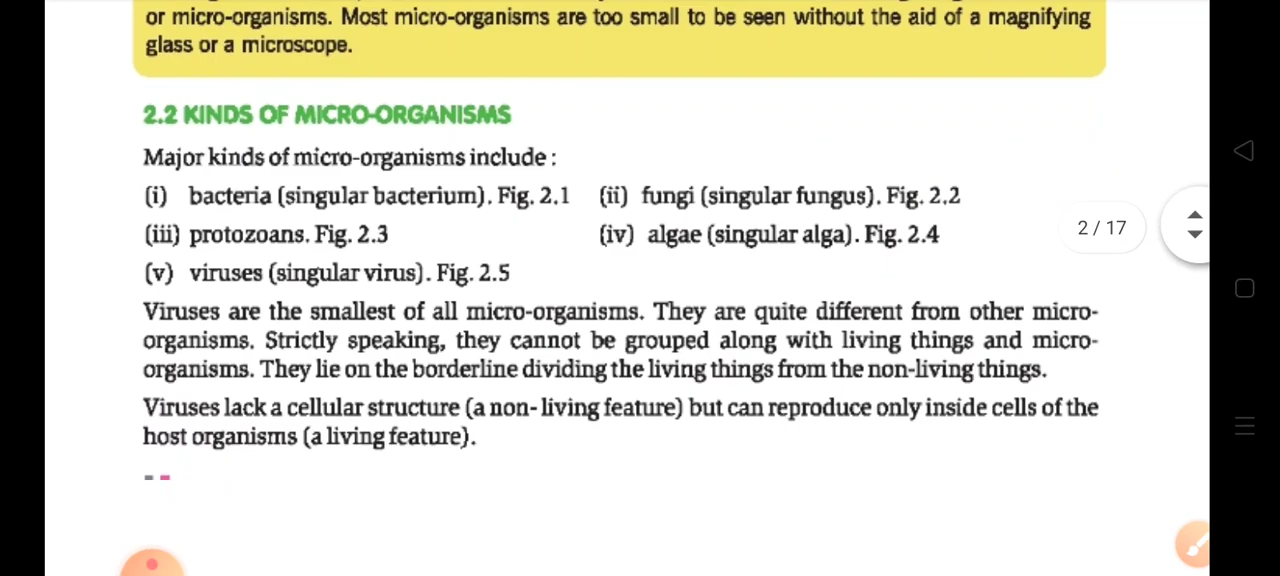 or micro-organisms. Most micro-organisms are too small to be seen without the aid of a magnifying
glass or a microscope.
2.2 KINDS OF MICRO-ORGANISMS
Major kinds of micro-organisms include :
(i) bacteria (singular bacterium). Fig. 2.1 (ii) fungi (singular fungus). Fig. 2.2
(iii) protozoans. Fig. 2.3 (iv) algae (singular alga). Fig. 2.4
(v) viruses (singular virus). Fig. 2.5
Viruses are the smallest of all micro-organisms. They are quite different from other micro-
organisms. Strictly speaking, they cannot be grouped along with living things and micro-
organisms. They lie on the borderline dividing the living things from the non-living things.
Viruses lack a cellular structure (a non- living feature) but can reproduce only inside cells of the
host organisms (a living feature).
2 / 17